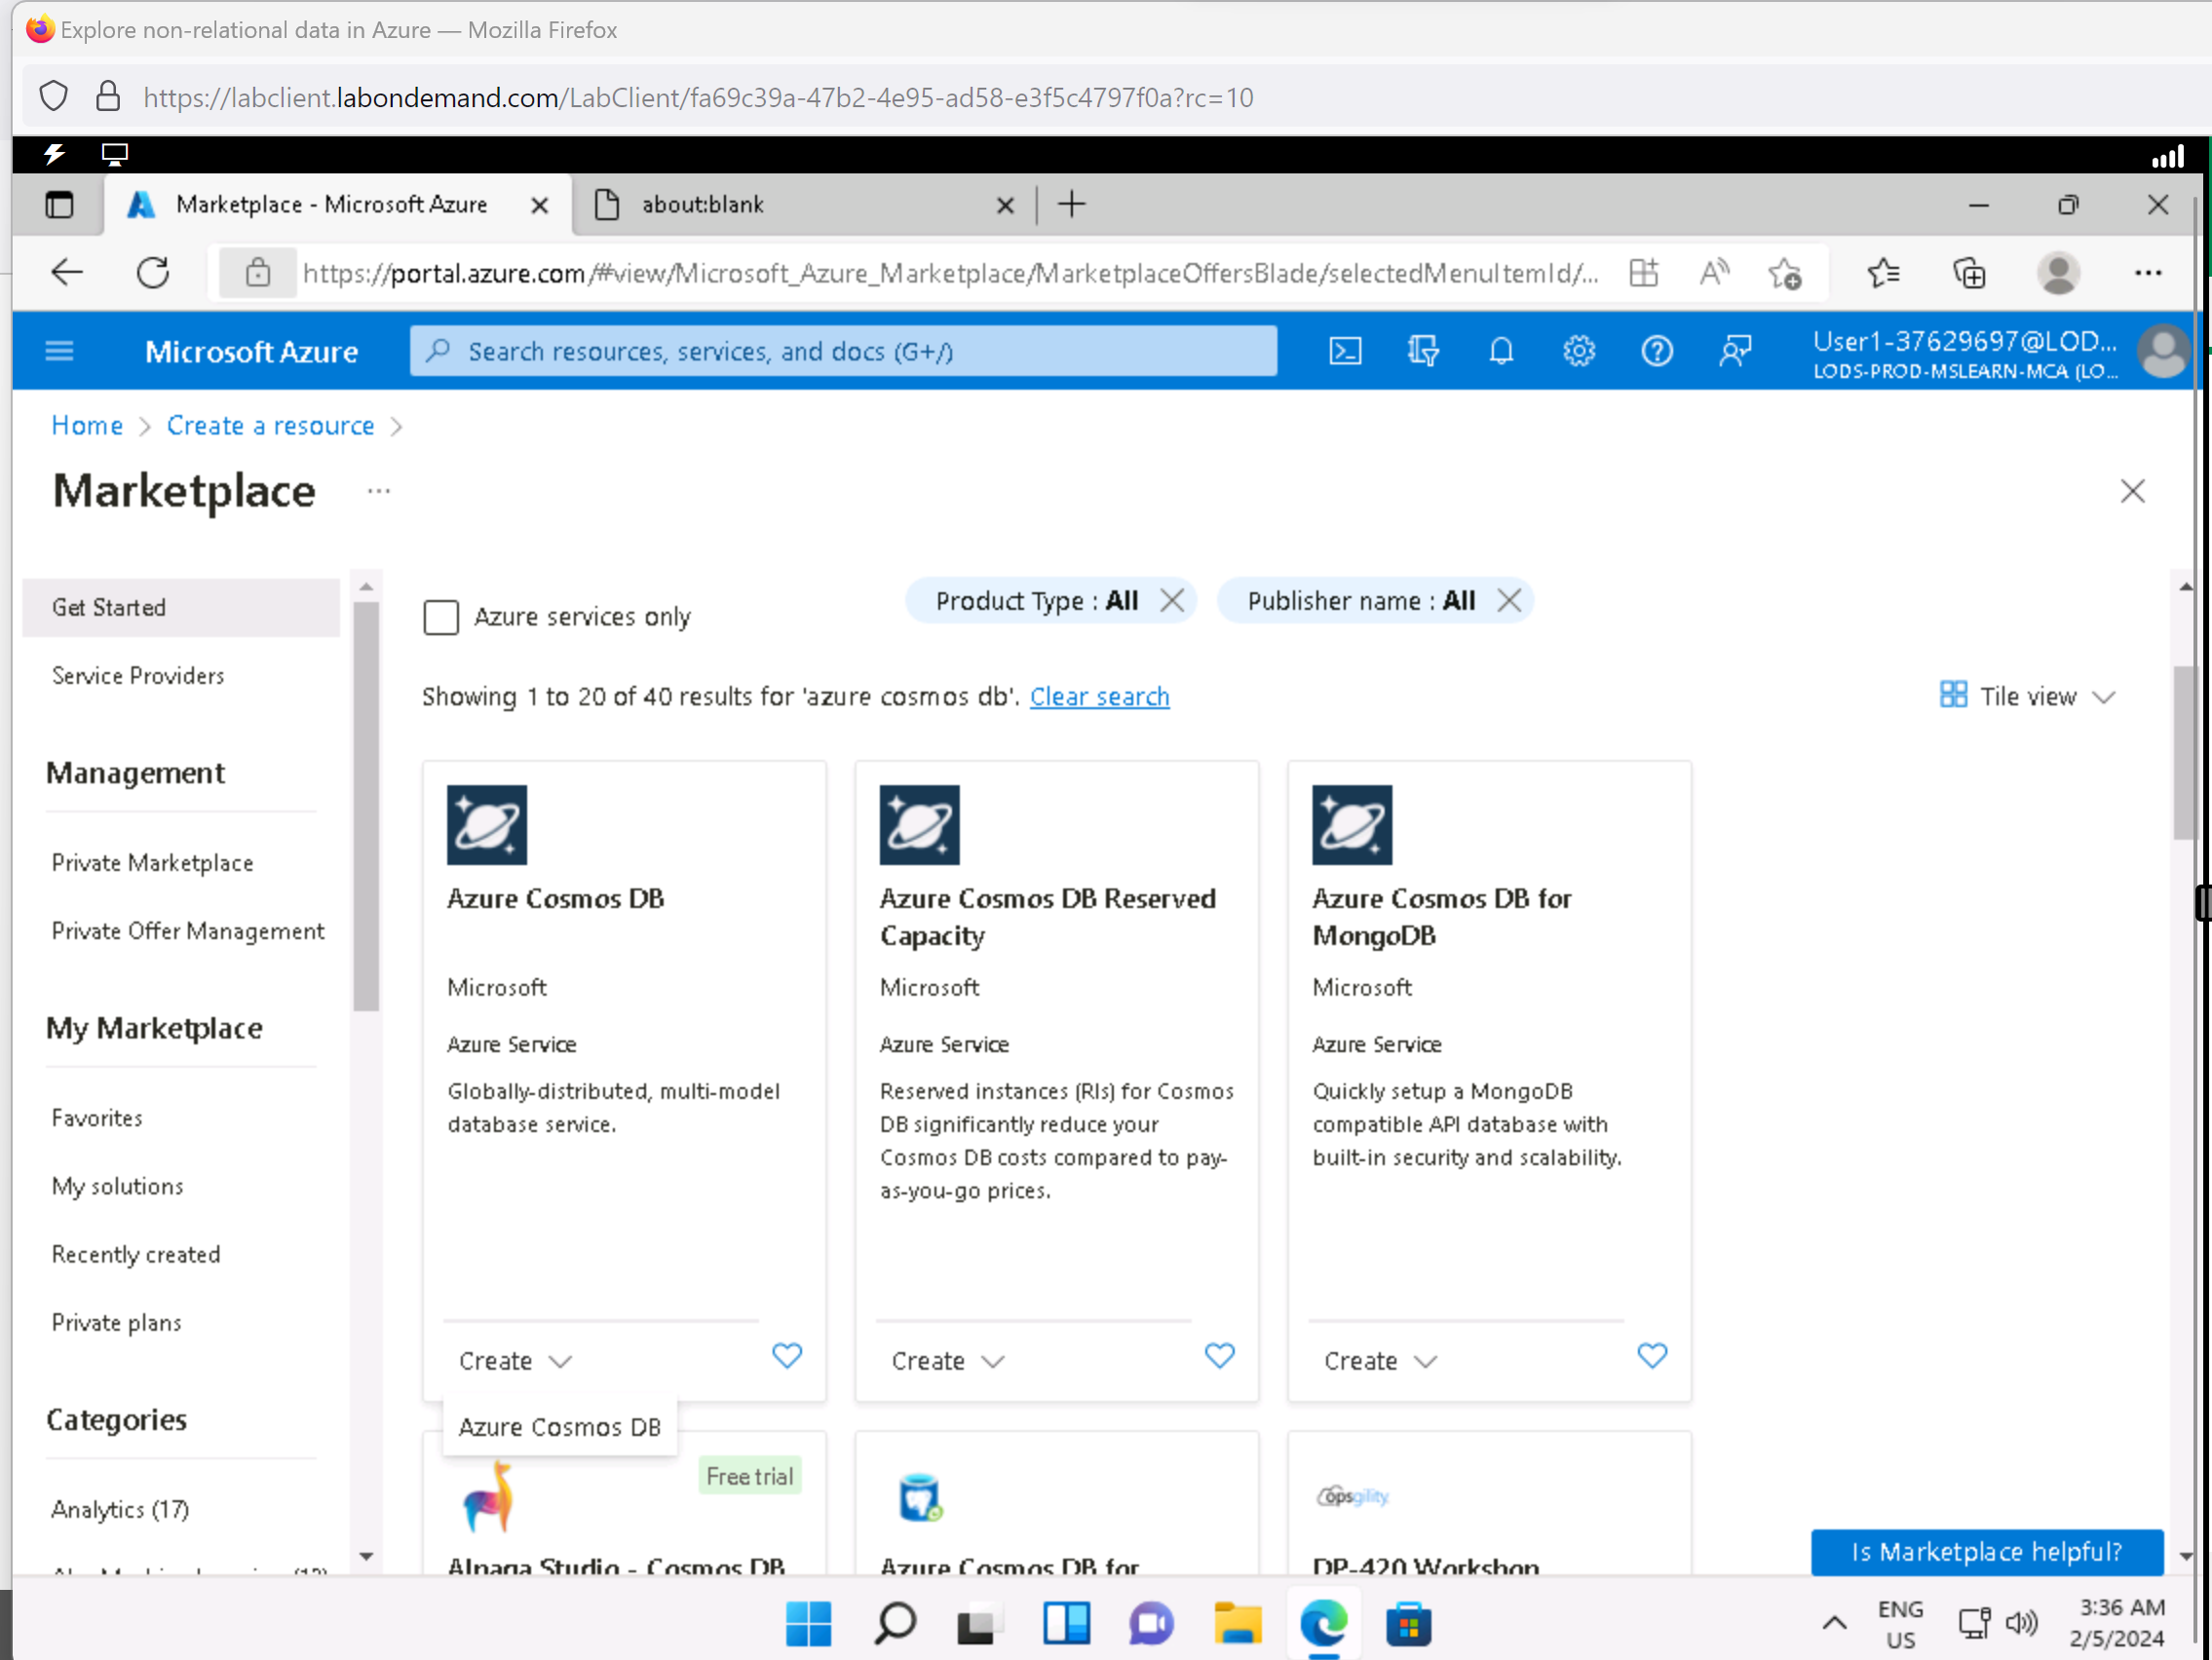 Explore non-relational data in Azure — Mozilla Firefox
https://labclient.labondemand.com/LabClient/fa69c39a-47b2-4e95-ad58-e3f5c4797f0a?rc=10
Marketplace - Microsoft Azure
about:blank
https://portal.azure.com/#view/Microsoft_Azure_Marketplace/MarketplaceOffersBlade/selectedMenuItemId/...
Microsoft Azure
Search resources, services, and docs (G+/)
User1-37629697@LOD...
LODS-PROD-MSLEARN-MCA (LO...
Home > Create a resource >
Marketplace ...
Get Started
Service Providers
Management
Private Marketplace
Private Offer Management
My Marketplace
Favorites
My solutions
Recently created
Private plans
Categories
Analytics (17)
Azure services only
Product Type : All
Publisher name : All
Showing 1 to 20 of 40 results for 'azure cosmos db'. Clear search
Tile view
Azure Cosmos DB
Microsoft
Azure Service
Globally-distributed, multi-model
database service.
Create
Azure Cosmos DB
Azure Cosmos DB Reserved
Capacity
Microsoft
Azure Service
Reserved instances (RIs) for Cosmos
DB significantly reduce your
Cosmos DB costs compared to pay-
as-you-go prices.
Create
Azure Cosmos DB for
MongoDB
Microsoft
Azure Service
Quickly setup a MongoDB
compatible API database with
built-in security and scalability.
Create
Free trial
Alpaga Studio - Cosmos DB
Azure Cosmos DB for
opsgility
DP-420 Workshop
Is Marketplace helpful?
ENG
US
3:36 AM
2/5/2024